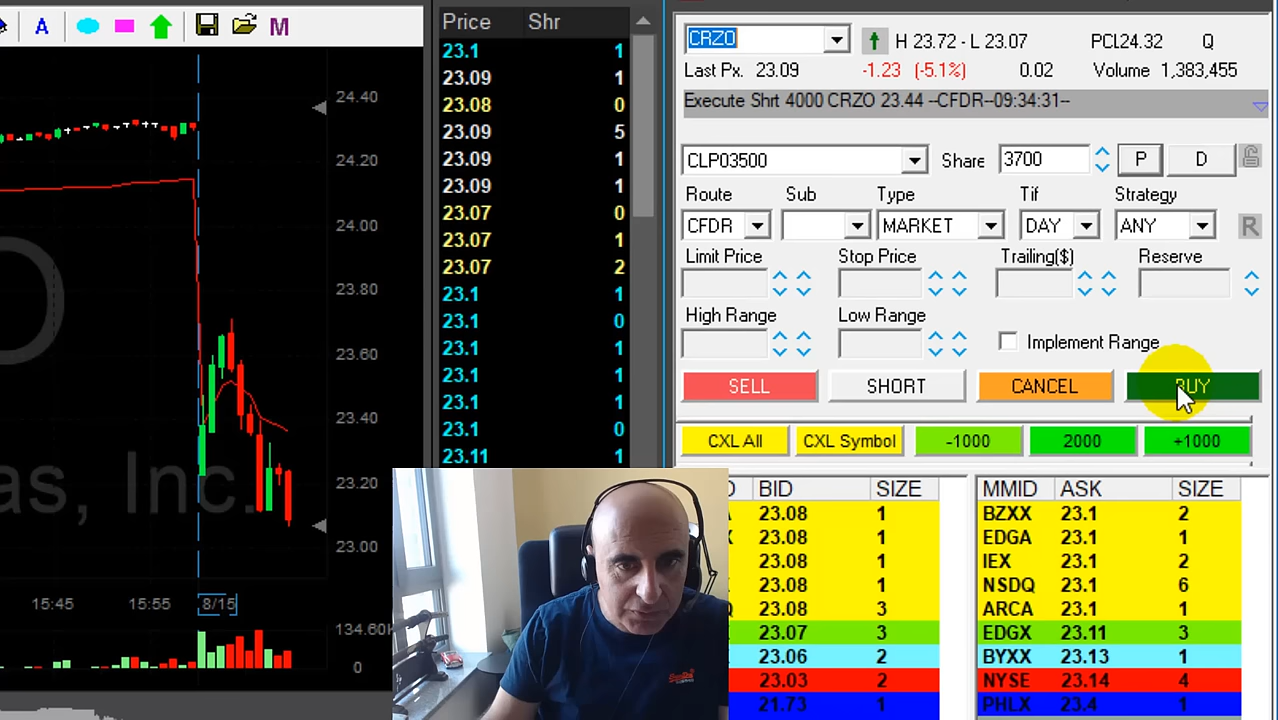 A M
24.40
24.20
24.00
23.80
23.60
23.40
23.20
23.00
as, Inc.
15:45 15:55 8/15
134.60
0
Price Shr
23.1 1
23.09 1
23.08 0
23.09 5
23.09 1
23.09 1
23.07 0
23.07 1
23.07 2
23.1 1
23.1 0
23.1 1
23.1 1
23.1 1
23.1 0
23.11 1
CRZO H 23.72 - L 23.07 PCL24.32 Q
Last Px. 23.09 -1.23 (-5.1%) 0.02 Volume 1,383,455
Execute Shrt 4000 CRZO 23.44 --CFDR--09:34:31--
CLP03500 Share 3700 P D
Route Sub Type Tif Strategy
CFDR MARKET DAY ANY R
Limit Price Stop Price Trailing($) Reserve
High Range Low Range
Implement Range
SELL SHORT CANCEL BUY
CXL All CXL Symbol -1000 2000 +1000
BID SIZE MMID ASK SIZE
23.08 1 BZXX 23.1 2
23.08 1 EDGA 23.1 1
23.08 1 IEX 23.1 2
23.08 1 NSDQ 23.1 6
23.08 3 ARCA 23.1 1
23.07 3 EDGX 23.11 3
23.06 2 BYXX 23.13 1
23.03 2 NYSE 23.14 4
21.73 1 PHLX 23.4 1